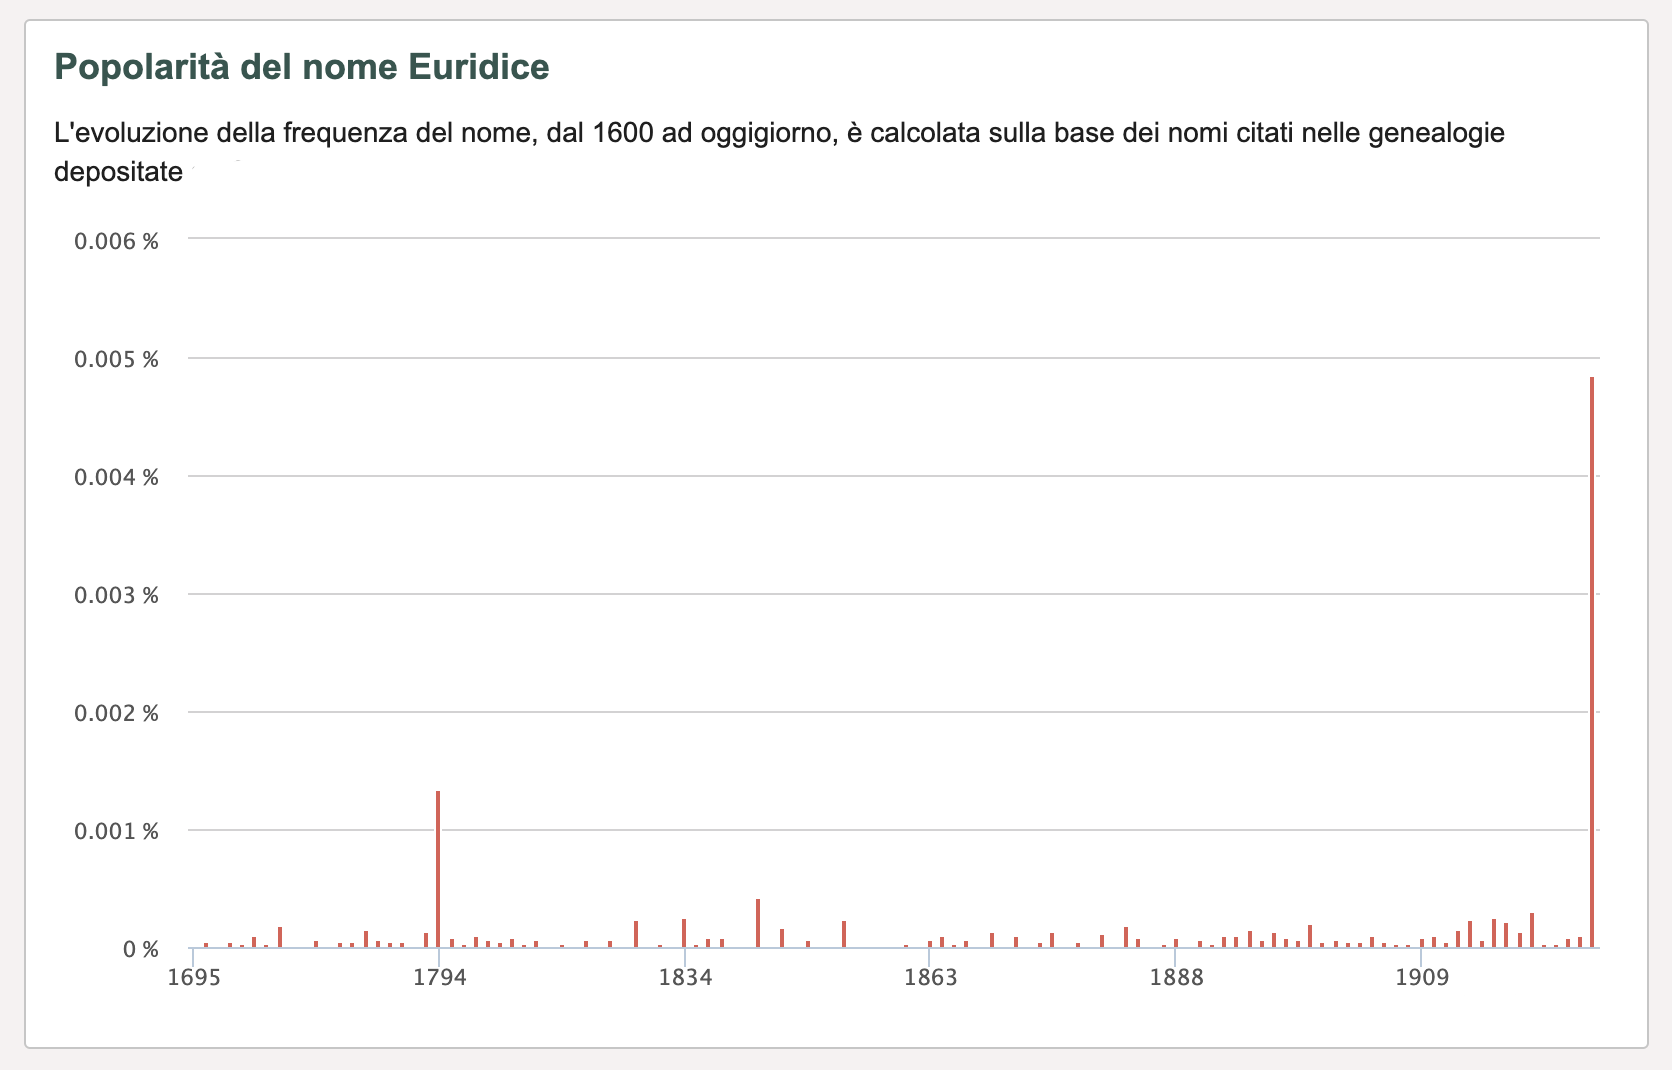 Popolarità del nome Euridice
L'evoluzione della frequenza del nome, dal 1600 ad oggigiorno, è calcolata sulla base dei nomi citati nelle genealogie
depositate
0.006 %
0.005 %
0.004 %
0.003 %
0.002 %
0.001 %
0 %
1695 1794 1834 1863 1888 1909